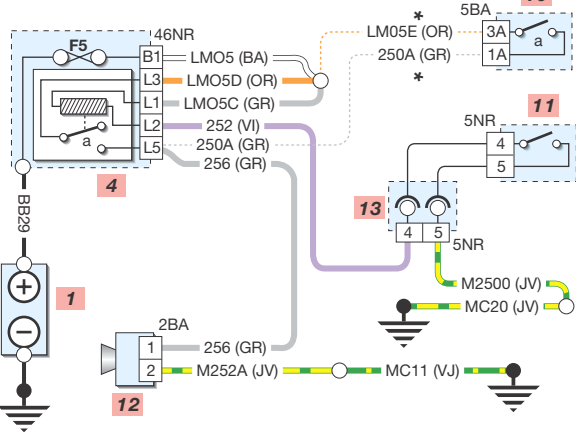 5BA
*
46NR
F5
B1
LMO5 (BA)
LM05E (OR)
3A
a
L3
LMO5D (OR)
250A (GR)
1A
*
L1
LMO5C (GR)
11
L2
252 (VI)
5NR
a
L5
250A (GR)
4
256 (GR)
5
4
13
BB29
4
5
5NR
+
1
M2500 (JV)
MC20 (JV)
−
2BA
1
256 (GR)
2
M252A (JV)
MC11 (VJ)
12